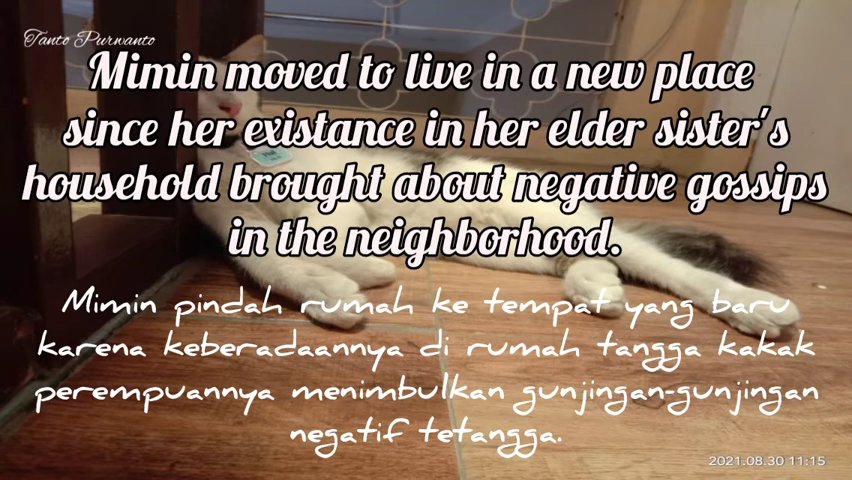 Tanto Purwanto
Mimin moved to live in a new place
since her existance in her elder sister's
household brought about negative gossips
in the neighborhood.
Mimin pindah rumah ke tempat yang baru
karena keberadaannya di rumah tangga kakak
perempuannya menimbulkan gunjingan-gunjingan
negatif tetangga.
2021.08.30 11:15